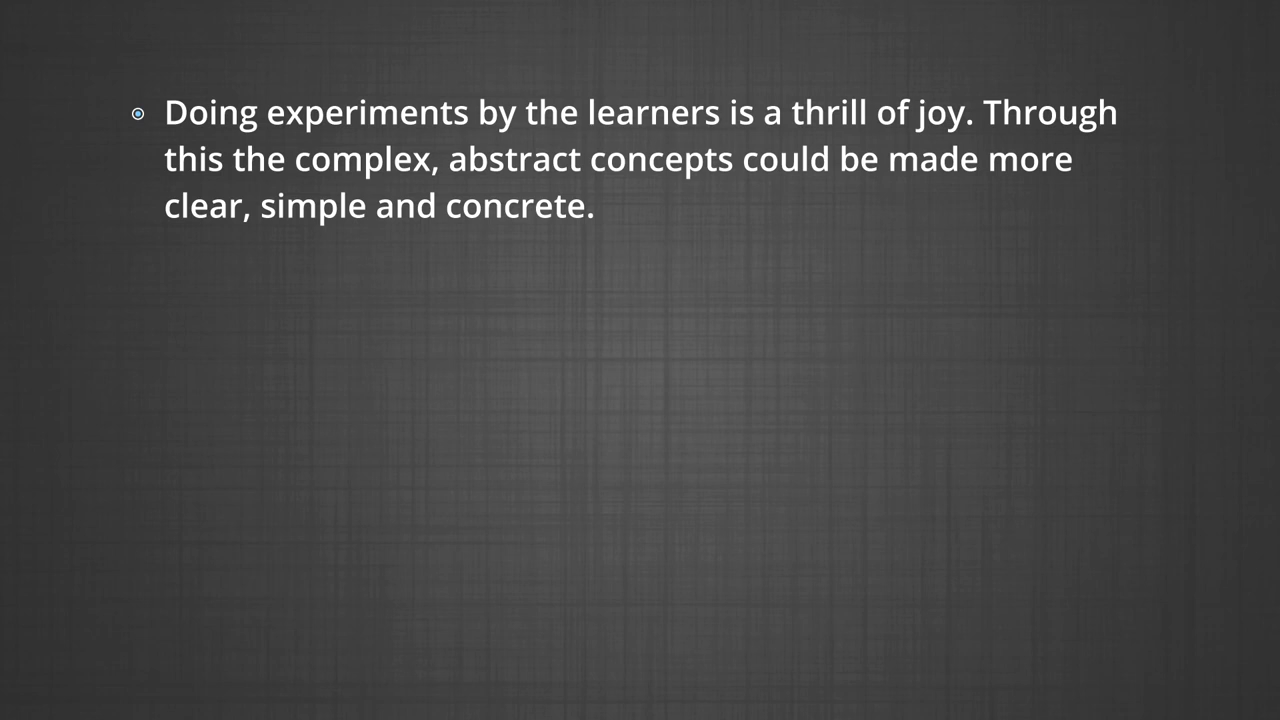 Doing experiments by the learners is a thrill of joy. Through
this the complex, abstract concepts could be made more
clear, simple and concrete.